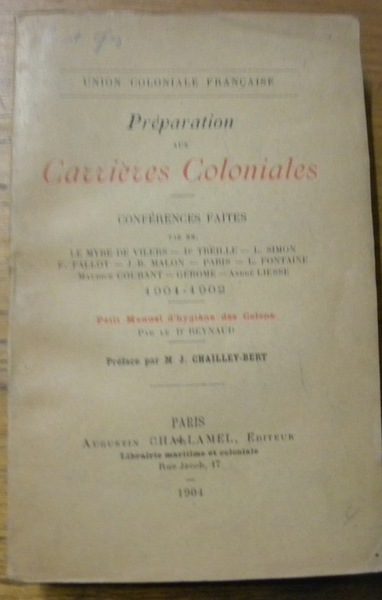 UNION COLONIALE FRANÇAISE
Préparation
AUX
Carrières Coloniales
CONFÉRENCES FAITES
PAR MM.
LE MYRE DE VILERS — Dr TREILLE — L. SIMON
F. FALLOT — J.-B. MALON — PARIS — L. FONTAINE
MAURICE COURANT — GÉROME — ANDRÉ LIESSE
1901-1902
Petit Manuel d'hygiène des Colons
PAR LE Dr REYNAUD
Préface par M J. CHAILLEY-BERT
PARIS
AUGUSTIN CHALLAMEL, ÉDITEUR
Librairie maritime et coloniale
Rue Jacob, 17
1904